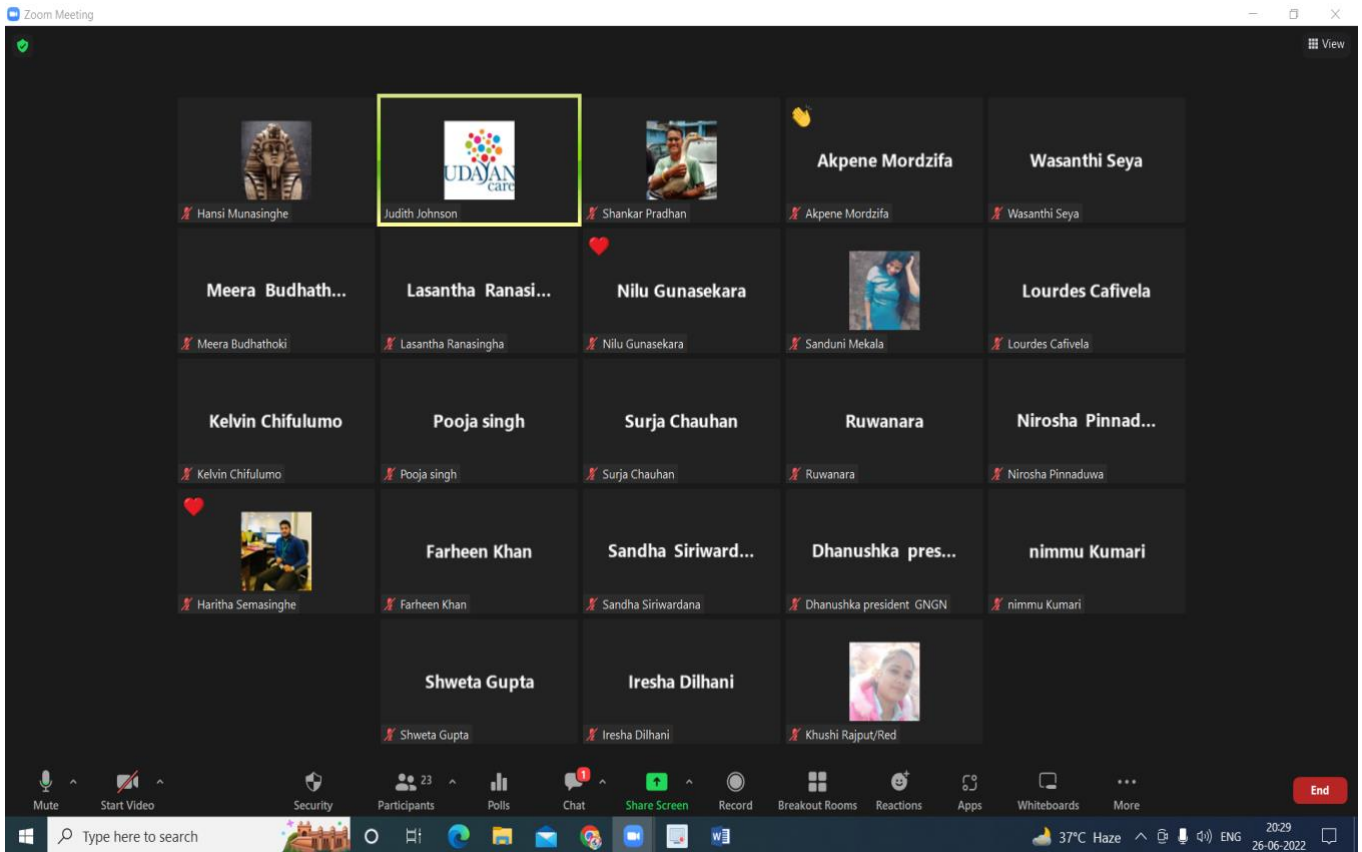 Zoom Meeting
View
UDAYAN
care
Hansi Munasinghe
Judith Johnson
Shankar Pradhan
Akpene Mordzifa
Akpene Mordzifa
Wasanthi Seya
Wasanthi Seya
Meera Budhath...
Meera Budhathoki
Lasantha Ranasi...
Lasantha Ranasingha
Nilu Gunasekara
Nilu Gunasekara
Sanduni Mekala
Lourdes Cafivela
Lourdes Cafivela
Kelvin Chifulumo
Kelvin Chifulumo
Pooja singh
Pooja singh
Surja Chauhan
Surja Chauhan
Ruwanara
Ruwanara
Nirosha Pinnad...
Nirosha Pinnaduwa
Haritha Semasinghe
Farheen Khan
Farheen Khan
Sandha Siriward...
Sandha Siriwardana
Dhanushka pres...
Dhanushka president GNGN
nimmu Kumari
nimmu Kumari
Shweta Gupta
Shweta Gupta
Iresha Dilhani
Iresha Dilhani
Khushi Rajput/Red
Mute
Start Video
Security
23
Participants
Polls
1
Chat
Share Screen
Record
Breakout Rooms
Reactions
Apps
Whiteboards
More
End
Type here to search
37°C Haze
ENG
20:29
26-06-2022